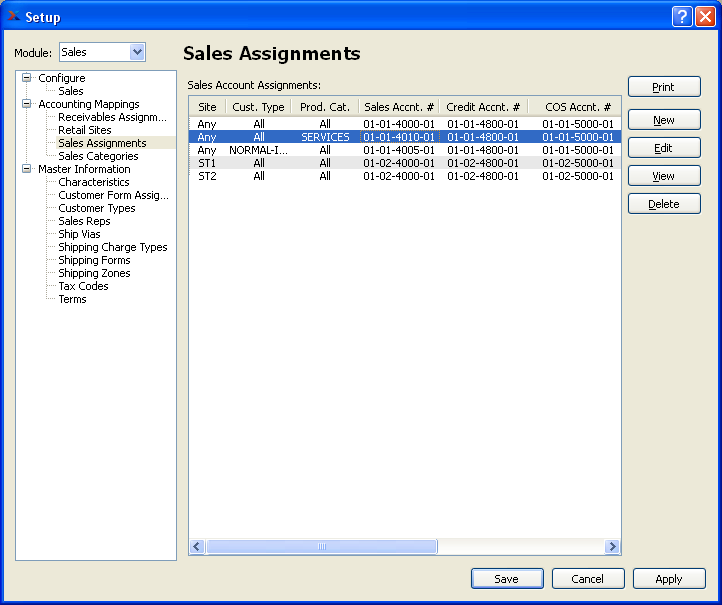 Setup
Module: Sales
Sales Assignments
Configure
Sales
Accounting Mappings
Receivables Assignm...
Retail Sites
Sales Assignments
Sales Categories
Master Information
Characteristics
Customer Form Assig...
Customer Types
Sales Reps
Ship Vias
Shipping Charge Types
Shipping Forms
Shipping Zones
Tax Codes
Terms
Sales Account Assignments:
Site Cust. Type Prod. Cat. Sales Accnt. # Credit Accnt. # COS Accnt. #
Any All All 01-01-4000-01 01-01-4800-01 01-01-5000-01
Any All SERVICES 01-01-4010-01 01-01-4800-01 01-01-5000-01
Any NORMAL-I... All 01-01-4005-01 01-01-4800-01 01-01-5000-01
ST1 All All 01-02-4000-01 01-02-4800-01 01-02-5000-01
ST2 All All 01-02-4000-01 01-02-4800-01 01-02-5000-01
Print
New
Edit
View
Delete
Save Cancel Apply